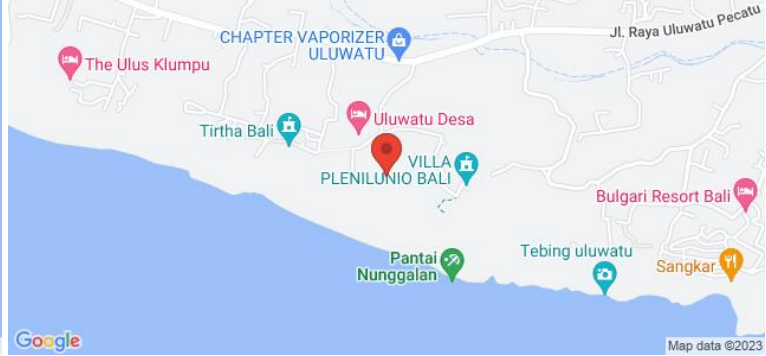 Jl. Raya Uluwatu Pecatu
CHAPTER VAPORIZER
ULUWATU
The Ulus Klumpu
Uluwatu Desa
Tirtha Bali
VILLA
PLENILUNIO BALI
Bulgari Resort Bali
Pantai
Nunggalan
Tebing uluwatu
Sangkar
Google
Map data ©2023